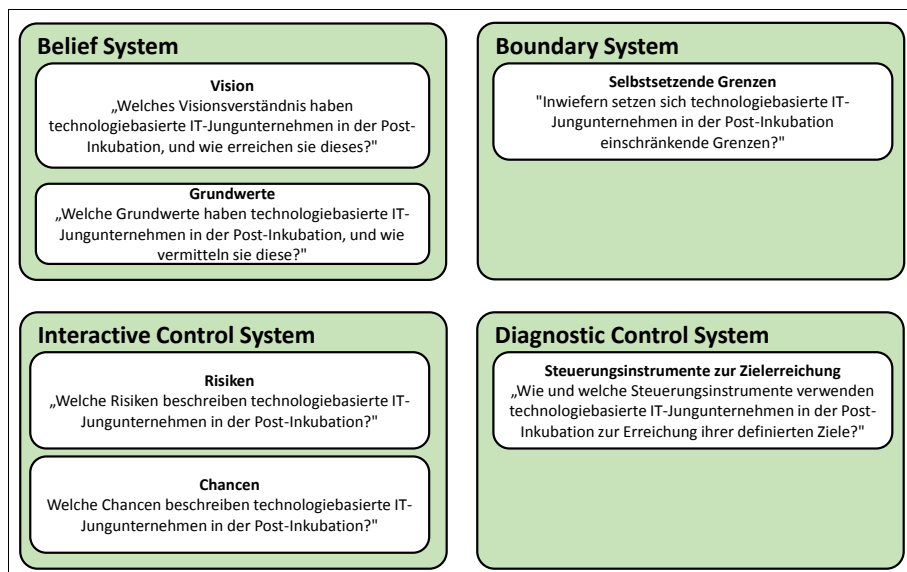 Belief System
Vision
„Welches Visionsverständnis haben
technologiebasierte IT-Jungunternehmen in der Post-
Inkubation, und wie erreichen sie dieses?"
Grundwerte
„Welche Grundwerte haben technologiebasierte IT-
Jungunternehmen in der Post-Inkubation, und wie
vermitteln sie diese?"
Boundary System
Selbstsetzende Grenzen
"Inwiefern setzen sich technologiebasierte IT-
Jungunternehmen in der Post-Inkubation
einschränkende Grenzen?"
Interactive Control System
Risiken
„Welche Risiken beschreiben technologiebasierte IT-
Jungunternehmen in der Post-Inkubation?"
Chancen
Welche Chancen beschreiben technologiebasierte IT-
Jungunternehmen in der Post-Inkubation?"
Diagnostic Control System
Steuerungsinstrumente zur Zielerreichung
„Wie und welche Steuerungsinstrumente verwenden
technologiebasierte IT-Jungunternehmen in der Post-
Inkubation zur Erreichung ihrer definierten Ziele?"